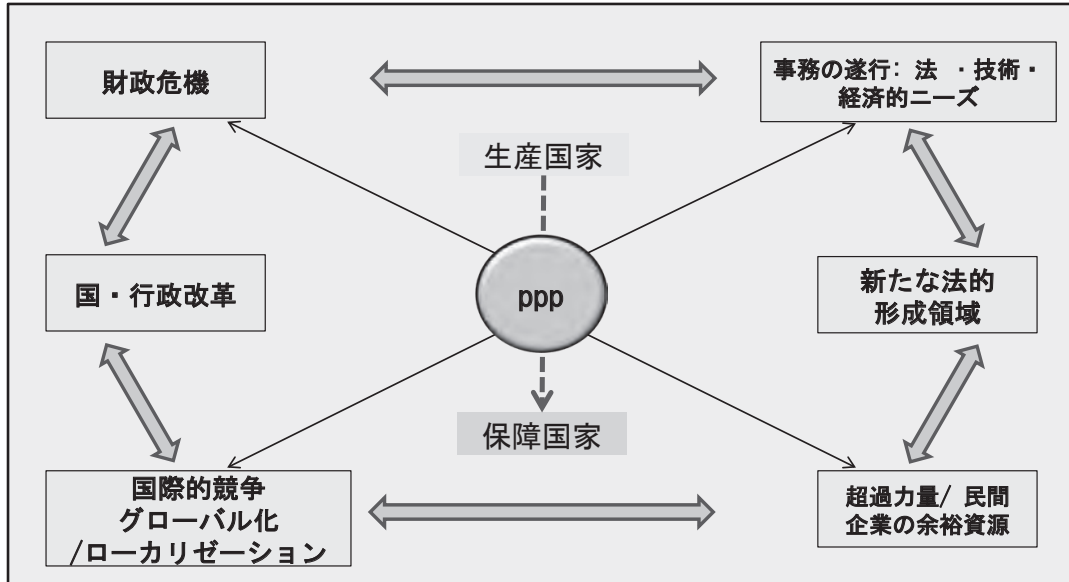 財政危機
事務の遂行: 法 ・技術・
経済的ニーズ
生産国家
国・行政改革
ppp
新たな法的
形成領域
保障国家
国際的競争
グローバル化
/ローカリゼーション
超過力量/ 民間
企業の余裕資源